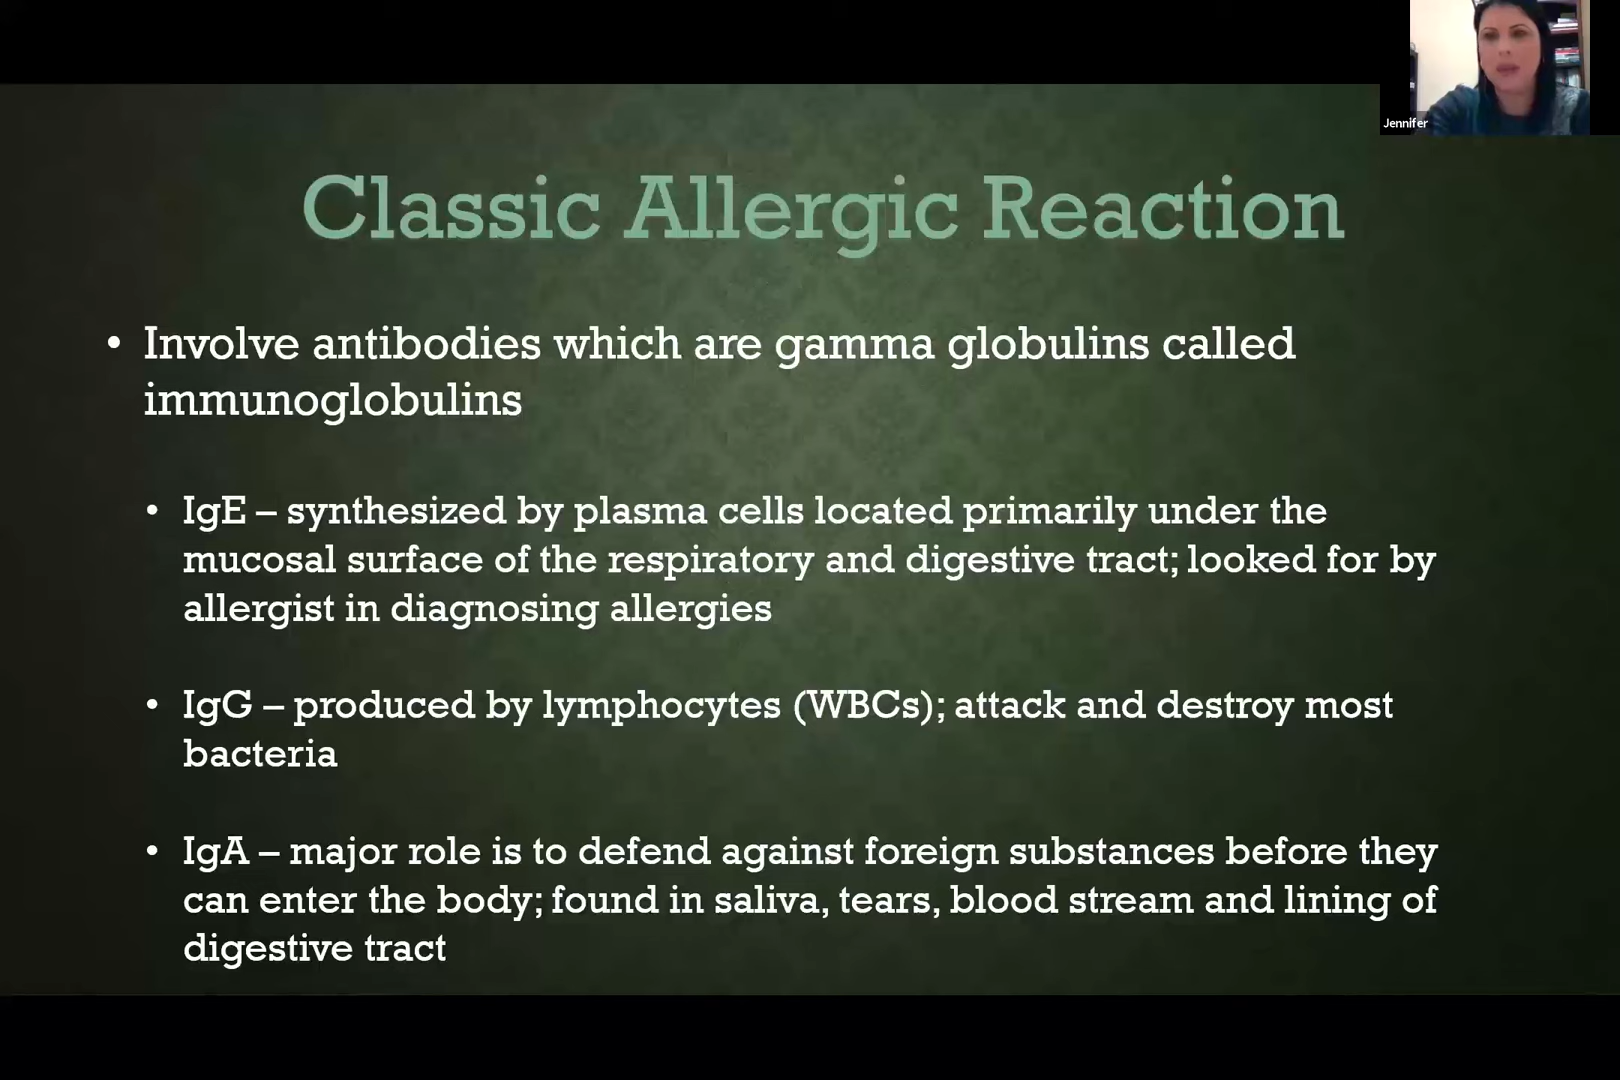 Jennifer
Classic Allergic Reaction
• Involve antibodies which are gamma globulins called
immunoglobulins
• IgE – synthesized by plasma cells located primarily under the
mucosal surface of the respiratory and digestive tract; looked for by
allergist in diagnosing allergies
• IgG – produced by lymphocytes (WBCs); attack and destroy most
bacteria
• IgA – major role is to defend against foreign substances before they
can enter the body; found in saliva, tears, blood stream and lining of
digestive tract